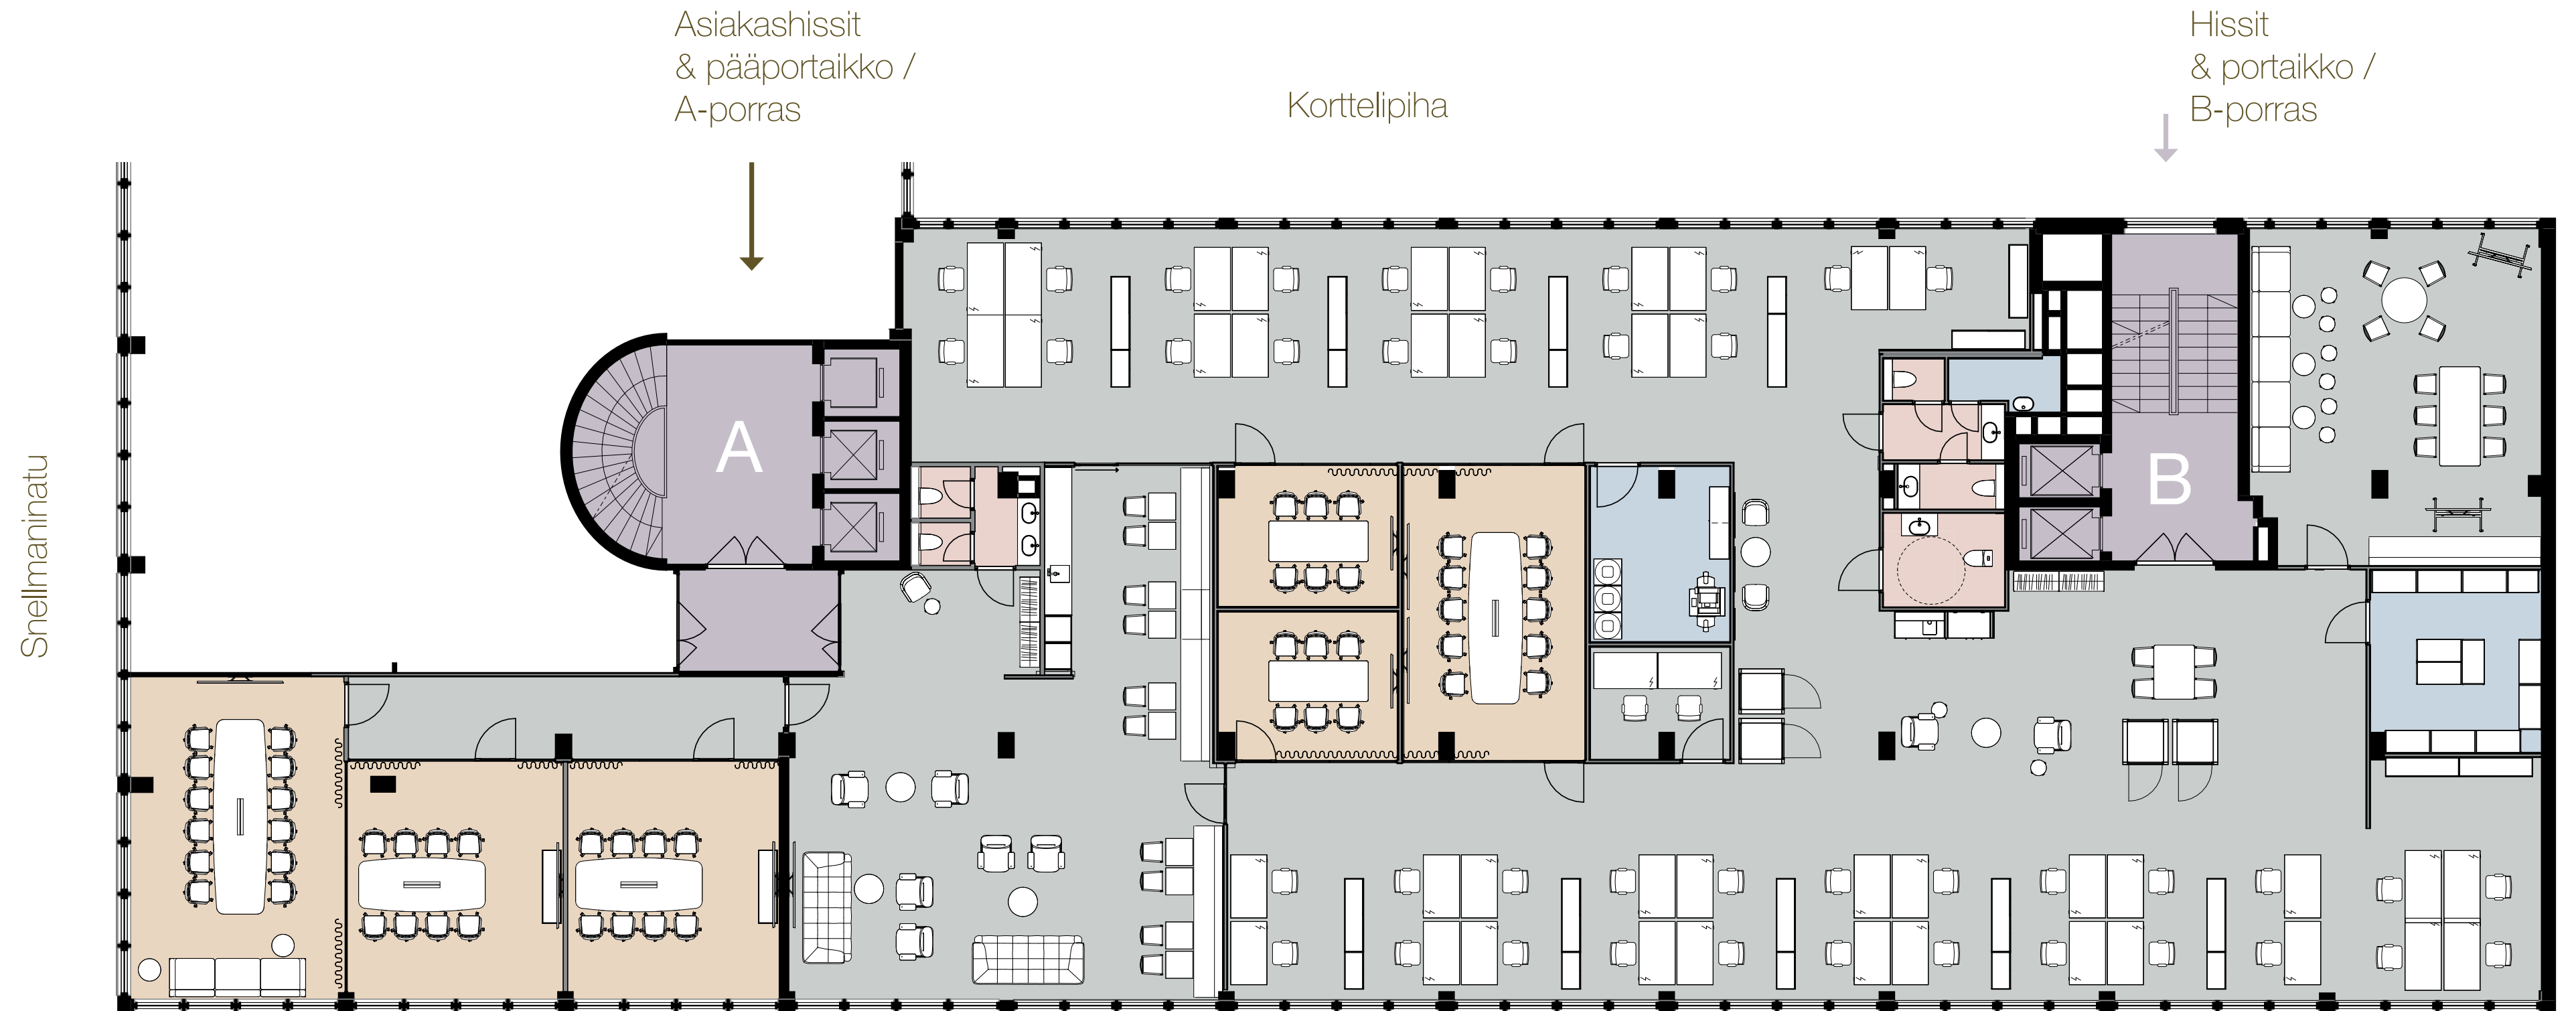 Asiakashissit
& pääportaikko /
A-porras
Korttelipiha
Hissit
& portaikko /
B-porras
A
B
Snellmaninatu